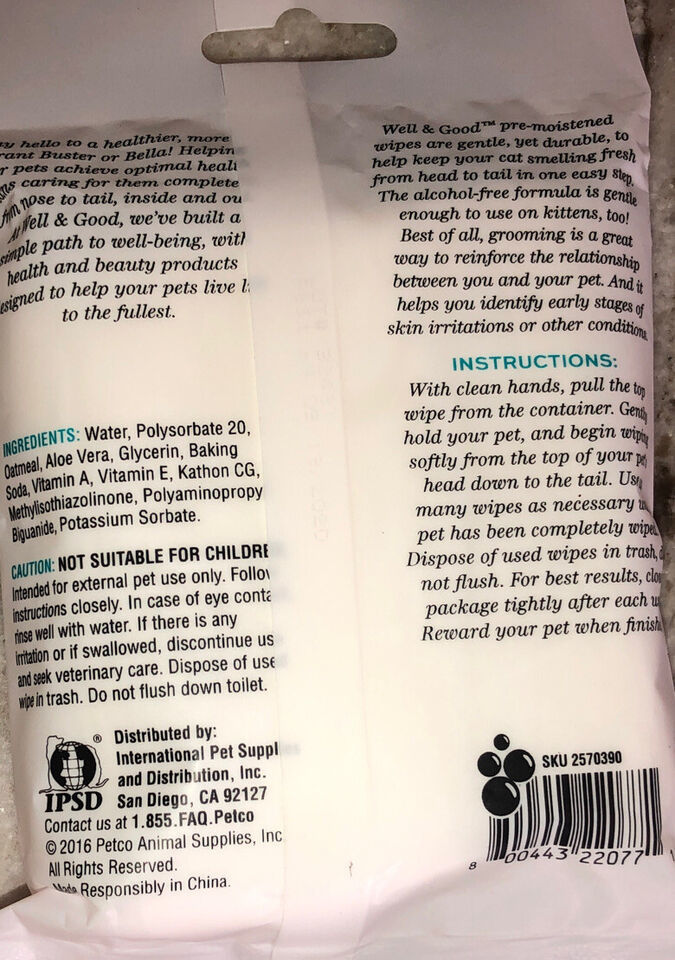 hello to a healthier, more
Buster or Bella! Helpin
pets achieve optimal heal
caring for them complete
from nose to tail, inside and ou
At Well & Good, we've built a
simple path to well-being, with
health and beauty products
designed to help your pets live l
to the fullest.
INGREDIENTS: Water, Polysorbate 20,
Oatmeal, Aloe Vera, Glycerin, Baking
Soda, Vitamin A, Vitamin E, Kathon CG,
Methylisothiazolinone, Polyaminopropy
Biguanide, Potassium Sorbate.
CAUTION: NOT SUITABLE FOR CHILDRE
Intended for external pet use only. Follow
instructions closely. In case of eye conta
rinse well with water. If there is any
irritation or if swallowed, discontinue us
and seek veterinary care. Dispose of use
wipe in trash. Do not flush down toilet.
®
IPSD
Distributed by:
International Pet Suppl
and Distribution, Inc.
San Diego, CA 92127
Contact us at 1.855.FAQ.Petco
© 2016 Petco Animal Supplies, Inc
All Rights Reserved.
Made Responsibly in China.
Well & Good™ pre-moistened
wipes are gentle, yet durable, to
help keep your cat smelling fresh
from head to tail in one easy step.
The alcohol-free formula is gentle
enough to use on kittens, too!
Best of all, grooming is a great
way to reinforce the relationship
between you and your pet. And it
helps you identify early stages of
skin irritations or other conditions
INSTRUCTIONS:
With clean hands, pull the top
wipe from the container. Gently
hold your pet, and begin wiping
softly from the top of your pet
head down to the tail. Use
many wipes as necessary
pet has been completely wiped
Dispose of used wipes in trash,
not flush. For best results, clo
package tightly after each u
Reward your pet when finish
SKU 2570390
8 00443 22077